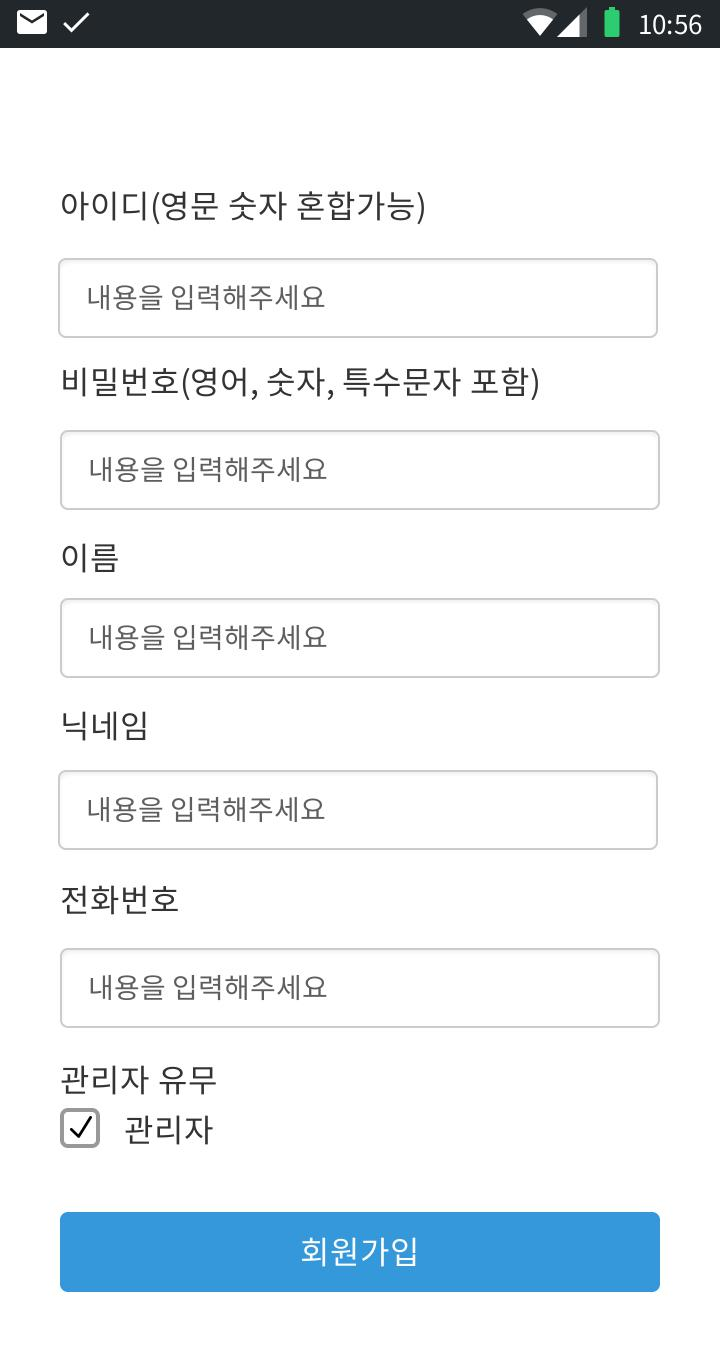 10:56
아이디(영문 숫자 혼합가능)
내용을 입력해주세요
비밀번호(영어, 숫자, 특수문자 포함)
내용을 입력해주세요
이름
내용을 입력해주세요
닉네임
내용을 입력해주세요
전화번호
내용을 입력해주세요
관리자 유무
관리자
회원가입